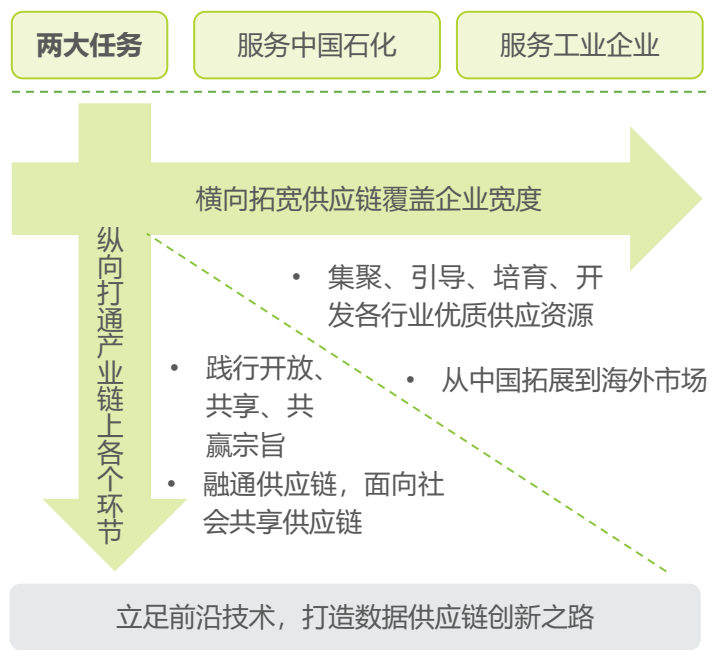 两大任务
服务中国石化
服务工业企业
横向拓宽供应链覆盖企业宽度
纵向打通产业链上各个环节
• 集聚、引导、培育、开
发各行业优质供应资源
• 从中国拓展到海外市场
• 践行开放、
共享、共
赢宗旨
• 融通供应链，面向社
会共享供应链
立足前沿技术，打造数据供应链创新之路